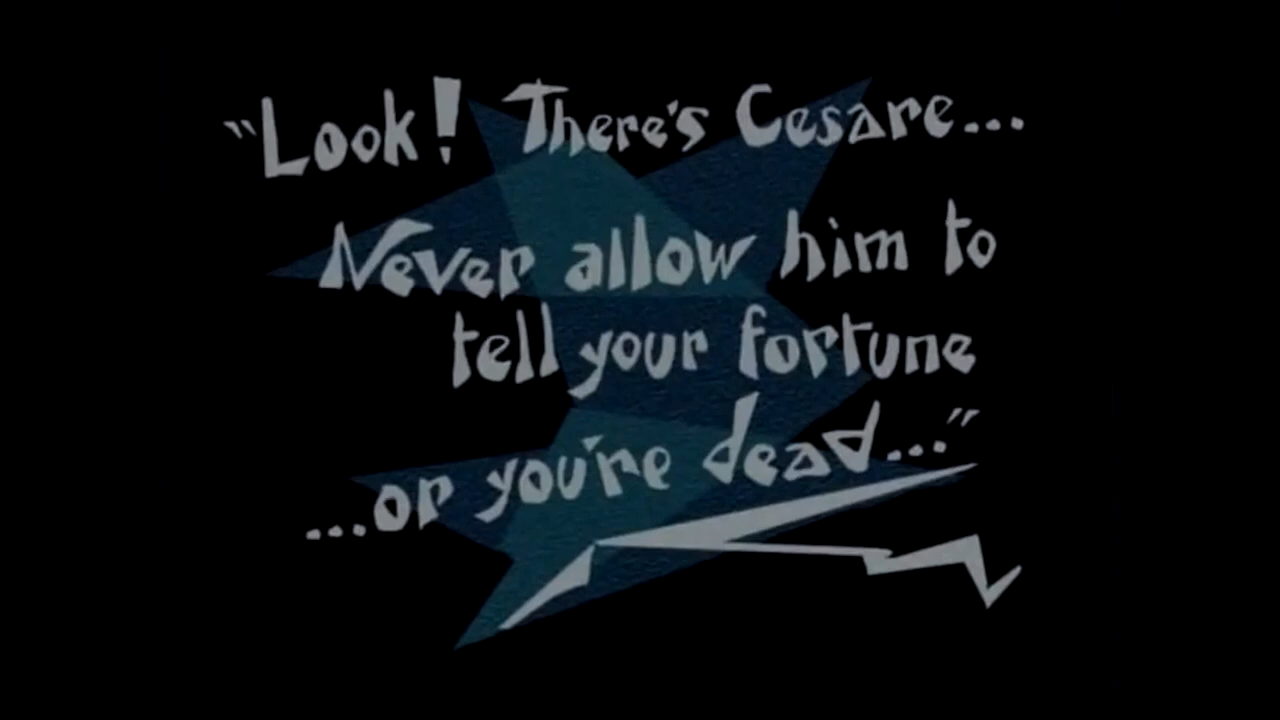 “Look! There's Cesare...
Never allow him to
tell your fortune
...or you're dead...”